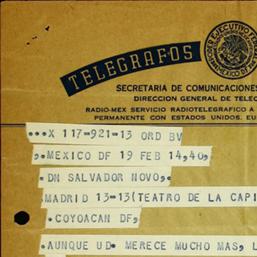 TELEGRAFOS
SECRETARIA DE COMUNICACIONES
DIRECCION GENERAL DE TELEC
RADIO-MEX SERVICIO RADIOTELEGRAFICO A
PERMANENTE CON ESTADOS UNIDOS, EU
...X 117-921-13 ORD BV
MEXICO DF 19 FEB 14,40,
DN SALVADOR NOVO,
MADRID 13-13 (TEATRO DE LA CAPI
COYOACAN DF,
AUNQUE UD MERECE MUCHO MAS, L